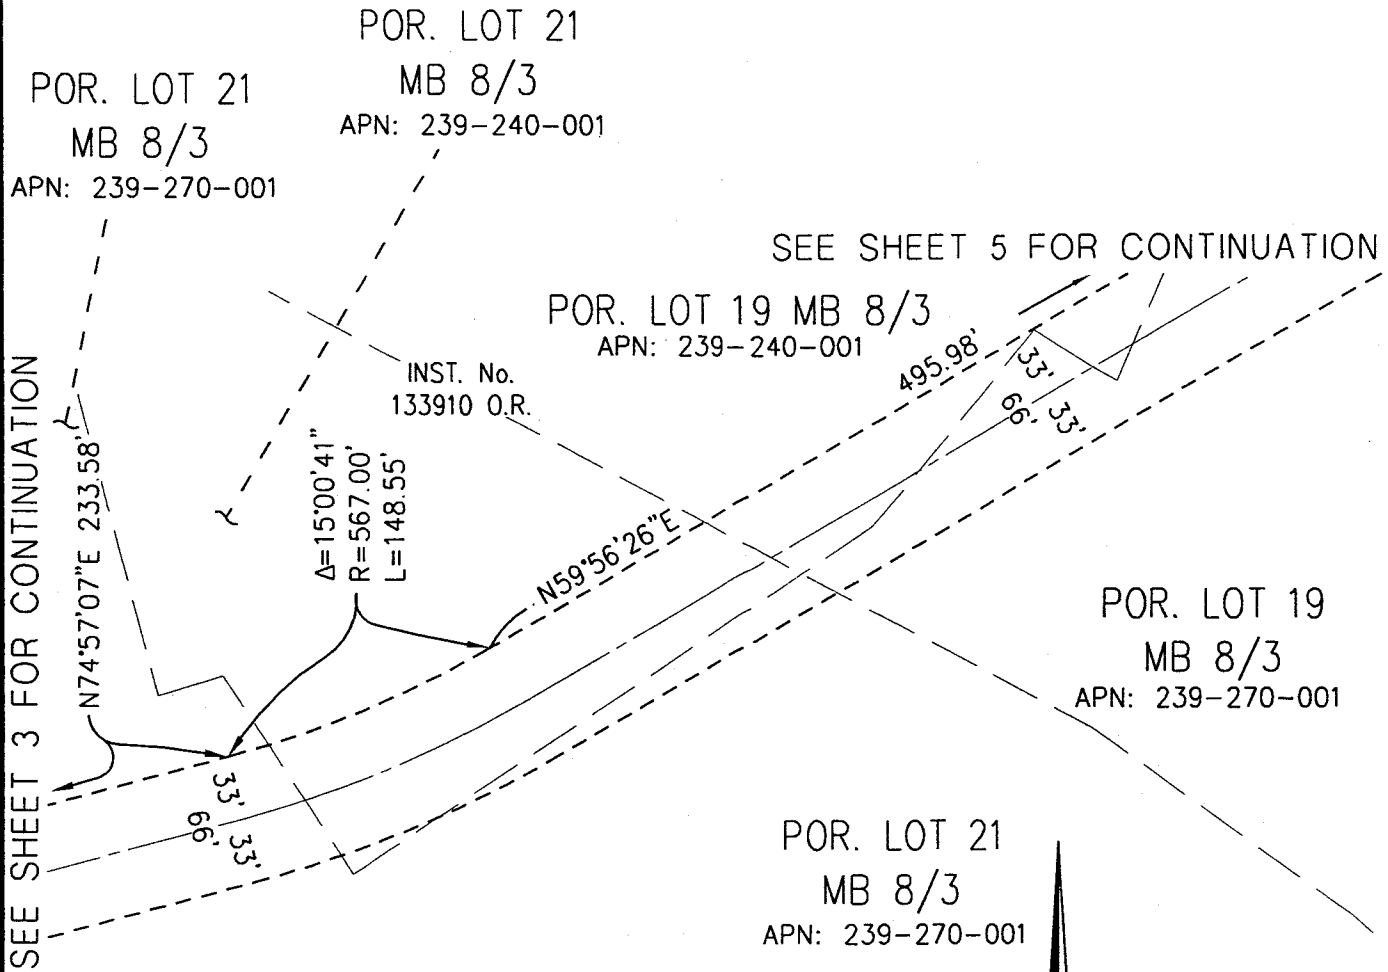 POR. LOT 21
MB 8/3
APN: 239-240-001
POR. LOT 21
MB 8/3
APN: 239-270-001
SEE SHEET 5 FOR CONTINUATION
POR. LOT 19 MB 8/3
APN: 239-240-001
INST. No.
133910 O.R.
495.98'
33'
33'
66'
SEE SHEET 3 FOR CONTINUATION
N74°57'07"E 233.58'
Δ=15°00'41"
R=567.00'
L=148.55'
N59°56'26"E
POR. LOT 19
MB 8/3
APN: 239-270-001
33'
33'
66'
POR. LOT 21
MB 8/3
APN: 239-270-001